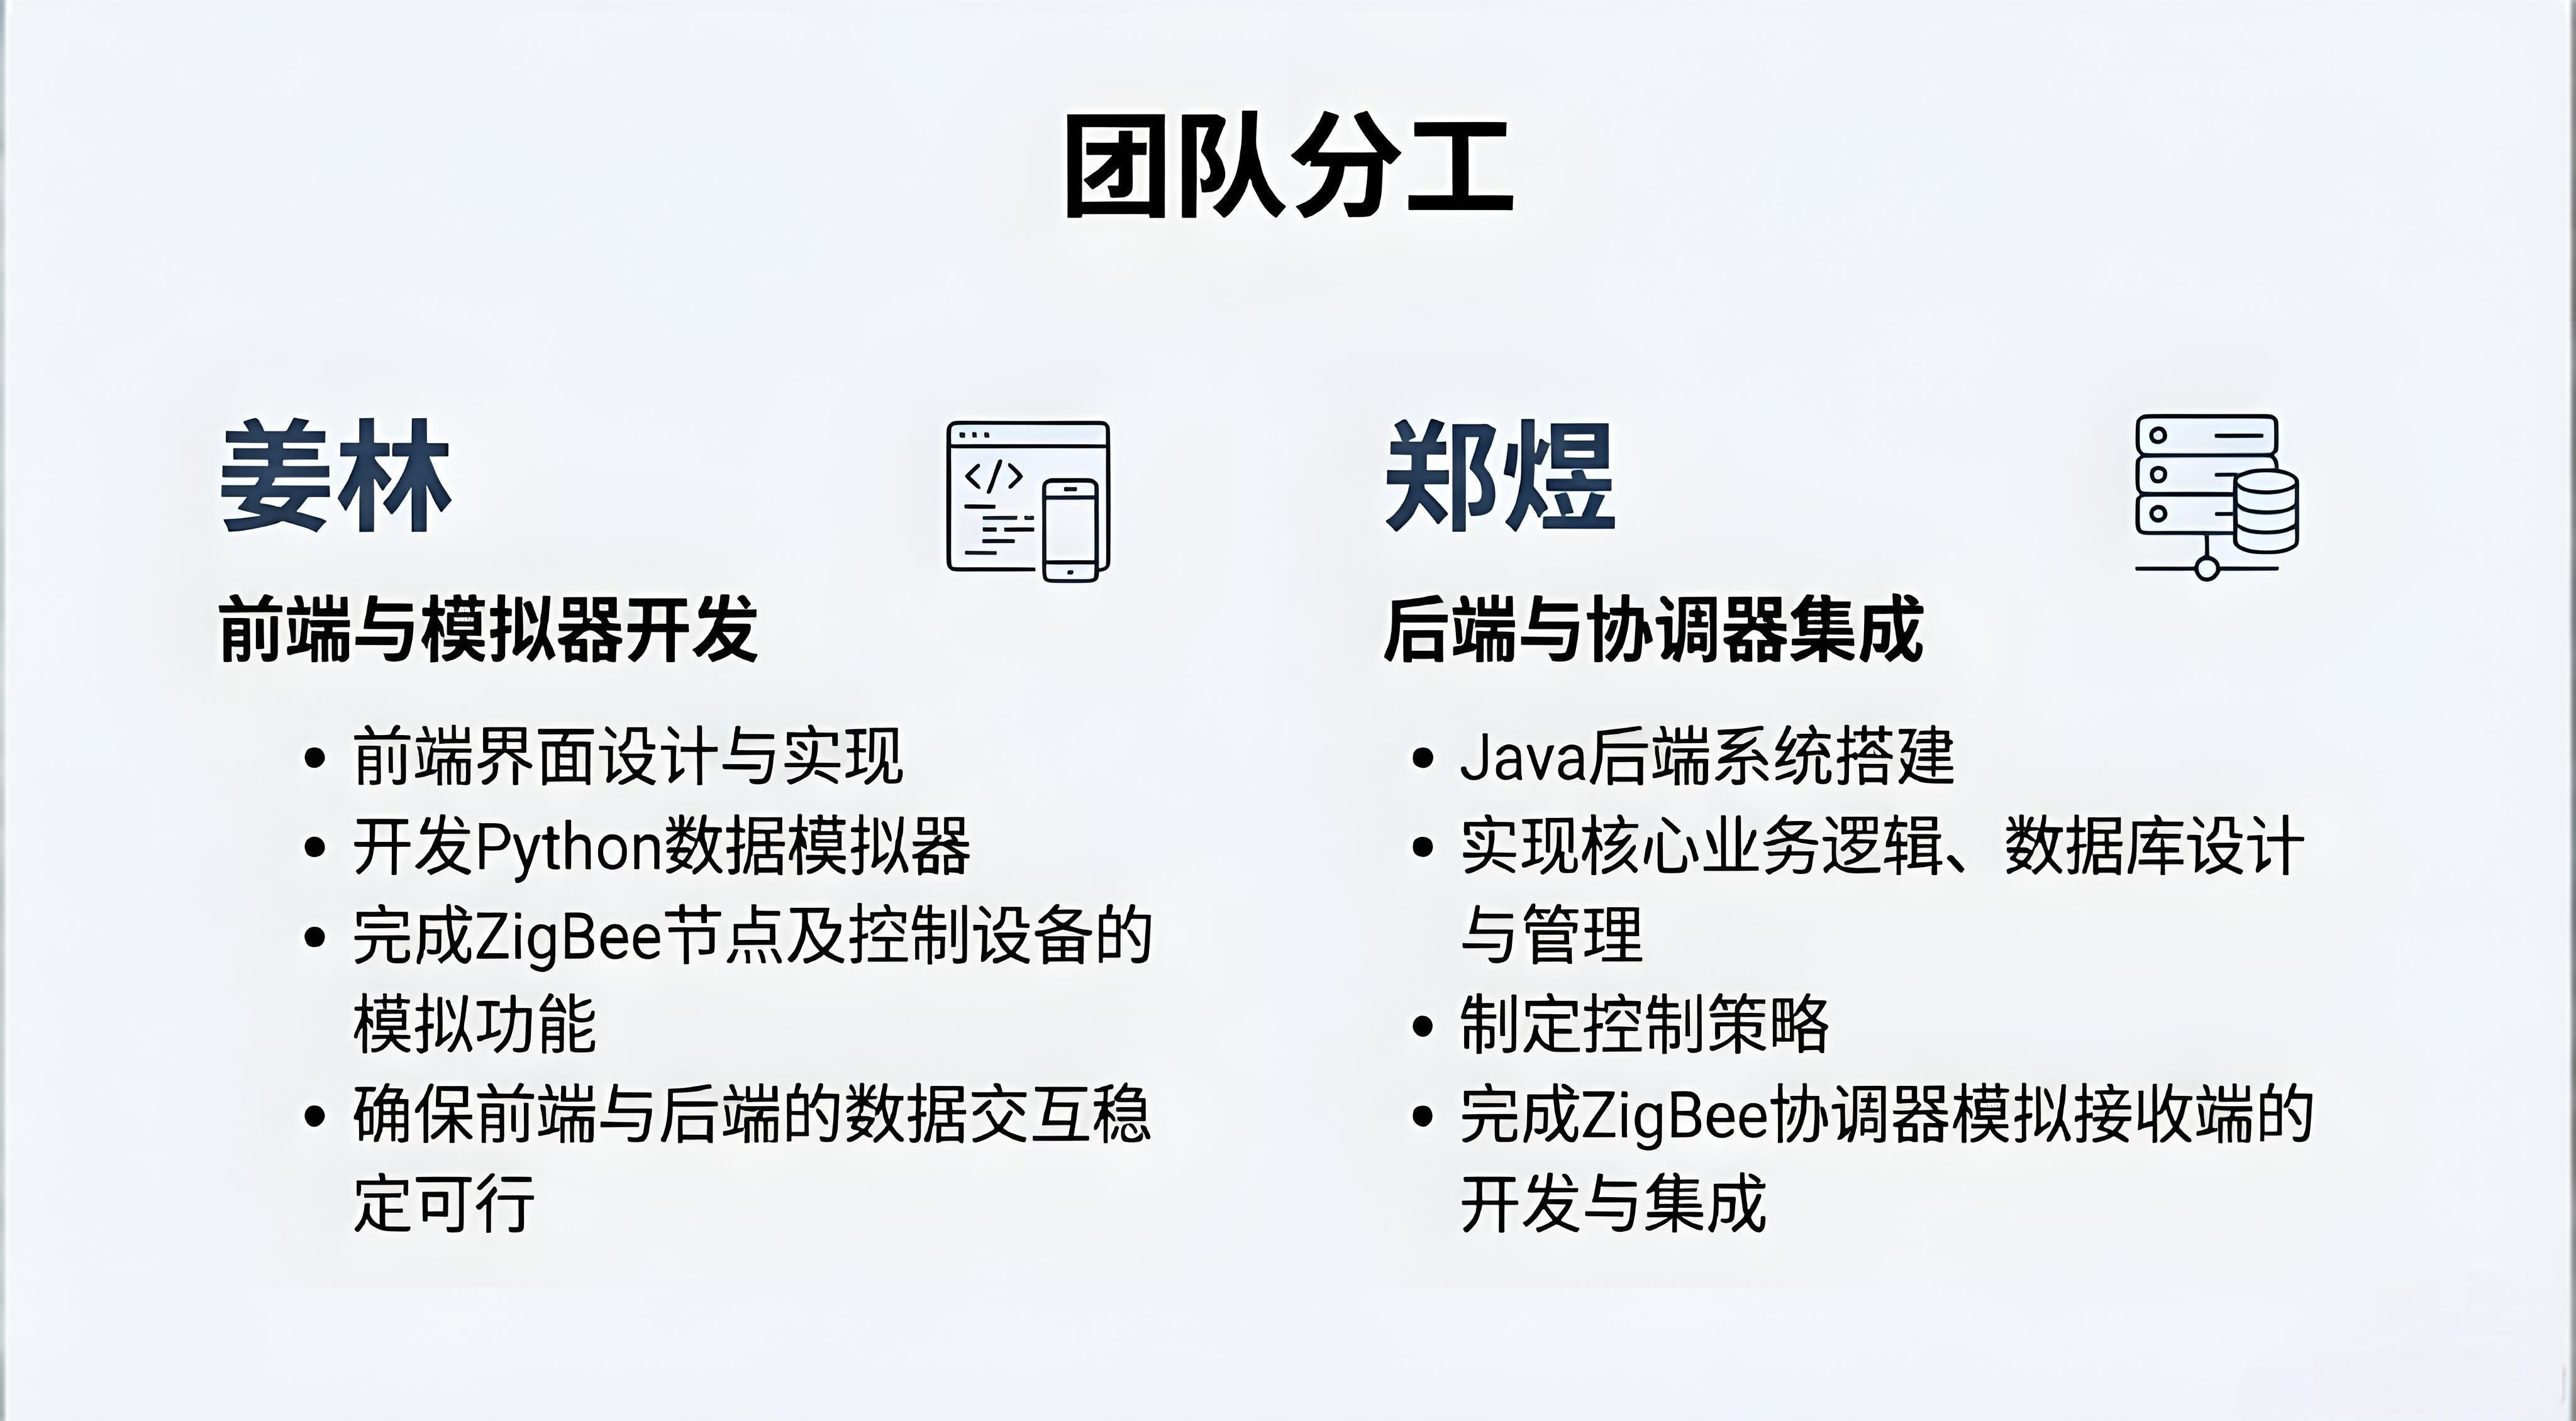 团队分工
姜林
前端与模拟器开发
• 前端界面设计与实现
• 开发Python数据模拟器
• 完成ZigBee节点及控制设备的
模拟功能
• 确保前端与后端的数据交互稳
定可行
郑煜
后端与协调器集成
• Java后端系统搭建
• 实现核心业务逻辑、数据库设计
与管理
• 制定控制策略
• 完成ZigBee协调器模拟接收端的
开发与集成